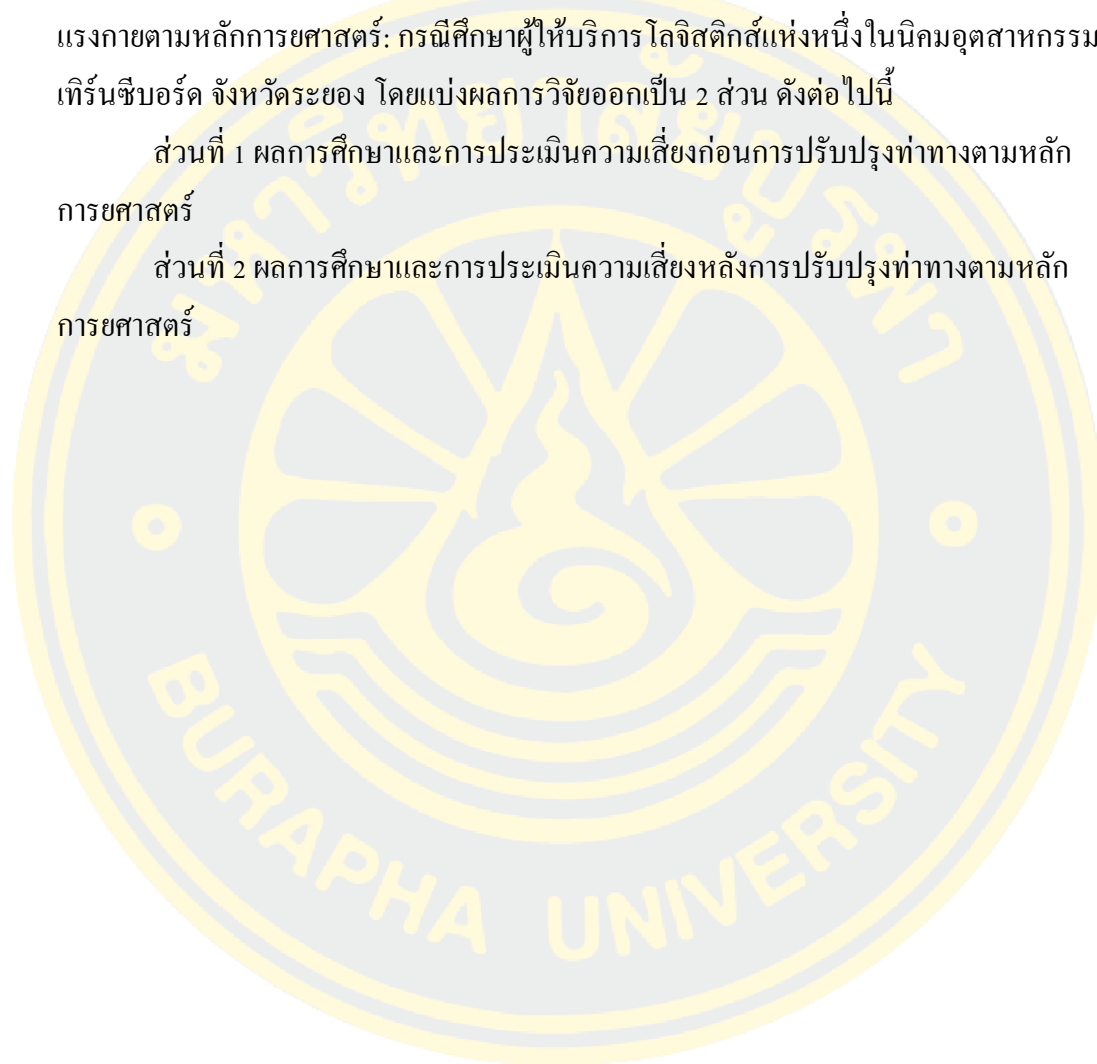 แรงกายตามหลักการยศาสตร์: กรณีศึกษาผู้ให้บริการโลจิสติกส์แห่งหนึ่งในนิคมอุตสาหกรรม
เทิร์นซีบอร์ด จังหวัดระยอง โดยแบ่งผลการวิจัยออกเป็น 2 ส่วน ดังต่อไปนี้
ส่วนที่ 1 ผลการศึกษาและการประเมินความเสี่ยงก่อนการปรับปรุงท่าทางตามหลัก
การยศาสตร์
ส่วนที่ 2 ผลการศึกษาและการประเมินความเสี่ยงหลังการปรับปรุงท่าทางตามหลัก
การยศาสตร์
มหาวิทยาลัยบูรพา
BURAPHA UNIVERSITY